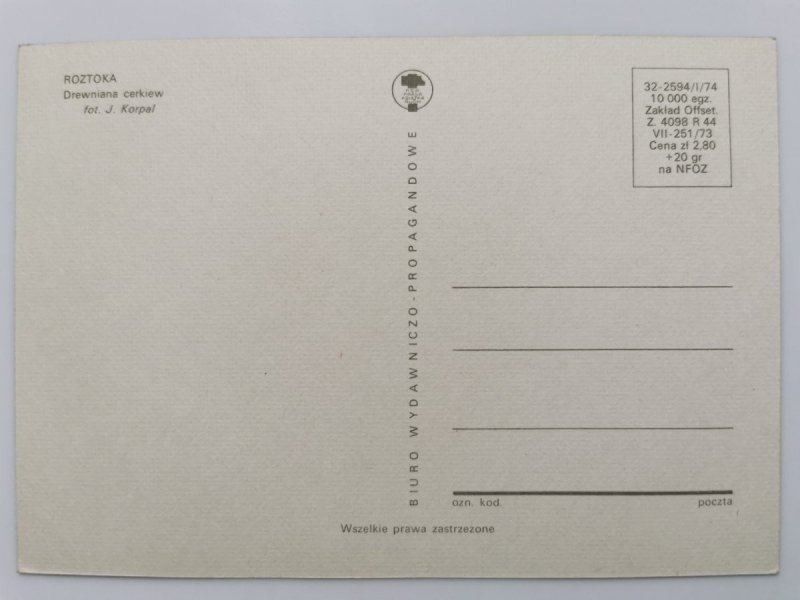 ROZTOKA
Drewniana cerkiew
fot. J. Korpal
BIURO WYDAWNICZO-PROPAGANDOWE
32-2594/I/74
10 000 egz.
Zakład Offset.
Z. 4098 R 44
VII-251/73
Cena zł 2,80
+20 gr
na NFOZ
ozn. kod.
poczta
Wszelkie prawa zastrzeżone